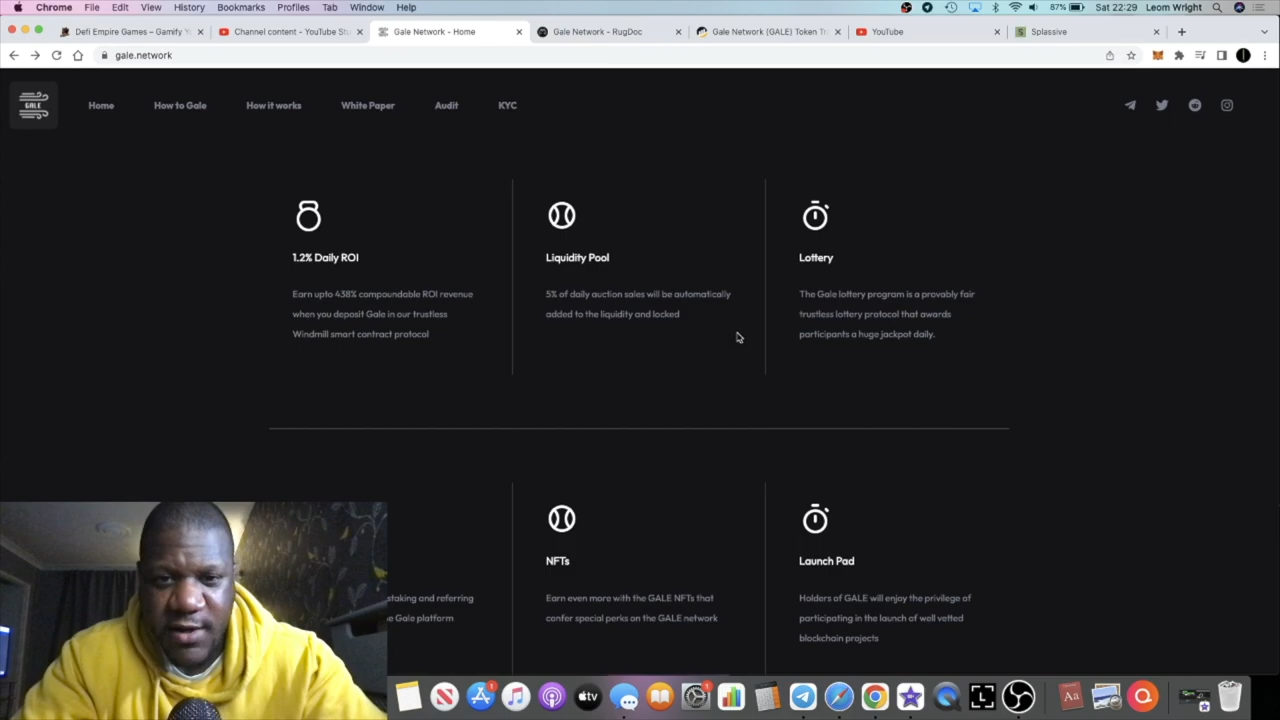 Chrome File Edit View History Bookmarks Profiles Tab Window Help 87% Sat 22:29 Leom Wright
Defi Empire Games – Gamify Y Channel content - YouTube St Gale Network - Home Gale Network - RugDoc Gale Network (GALE) Token Tr YouTube Splassive
gale.network
GALE Home How to Gale How it works White Paper Audit KYC
1.2% Daily ROI Liquidity Pool Lottery
Earn upto 438% compoundable ROI revenue 5% of daily auction sales will be automatically The Gale lottery program is a provably fair
when you deposit Gale in our trustless added to the liquidity and locked trustless lottery protocol that awards
Windmill smart contract protocol participants a huge jackpot daily.
NFTs Launch Pad
staking and referring Earn even more with the GALE NFTs that Holders of GALE will enjoy the privilege of
e Gale platform confer special perks on the GALE network participating in the launch of well vetted
blockchain projects
tv Aa